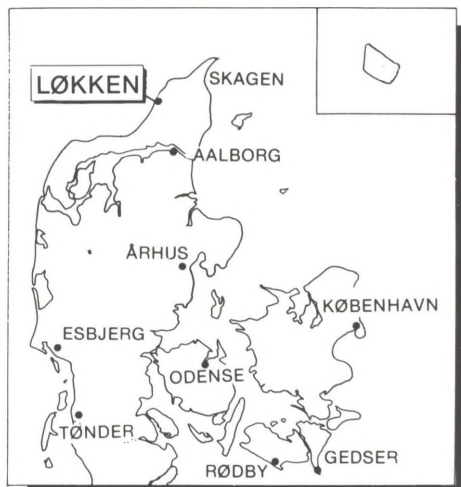 LØKKEN
SKAGEN
AALBORG
ÅRHUS
KØBENHAVN
ESBJERG
ODENSE
TØNDER
RØDBY
GEDSER